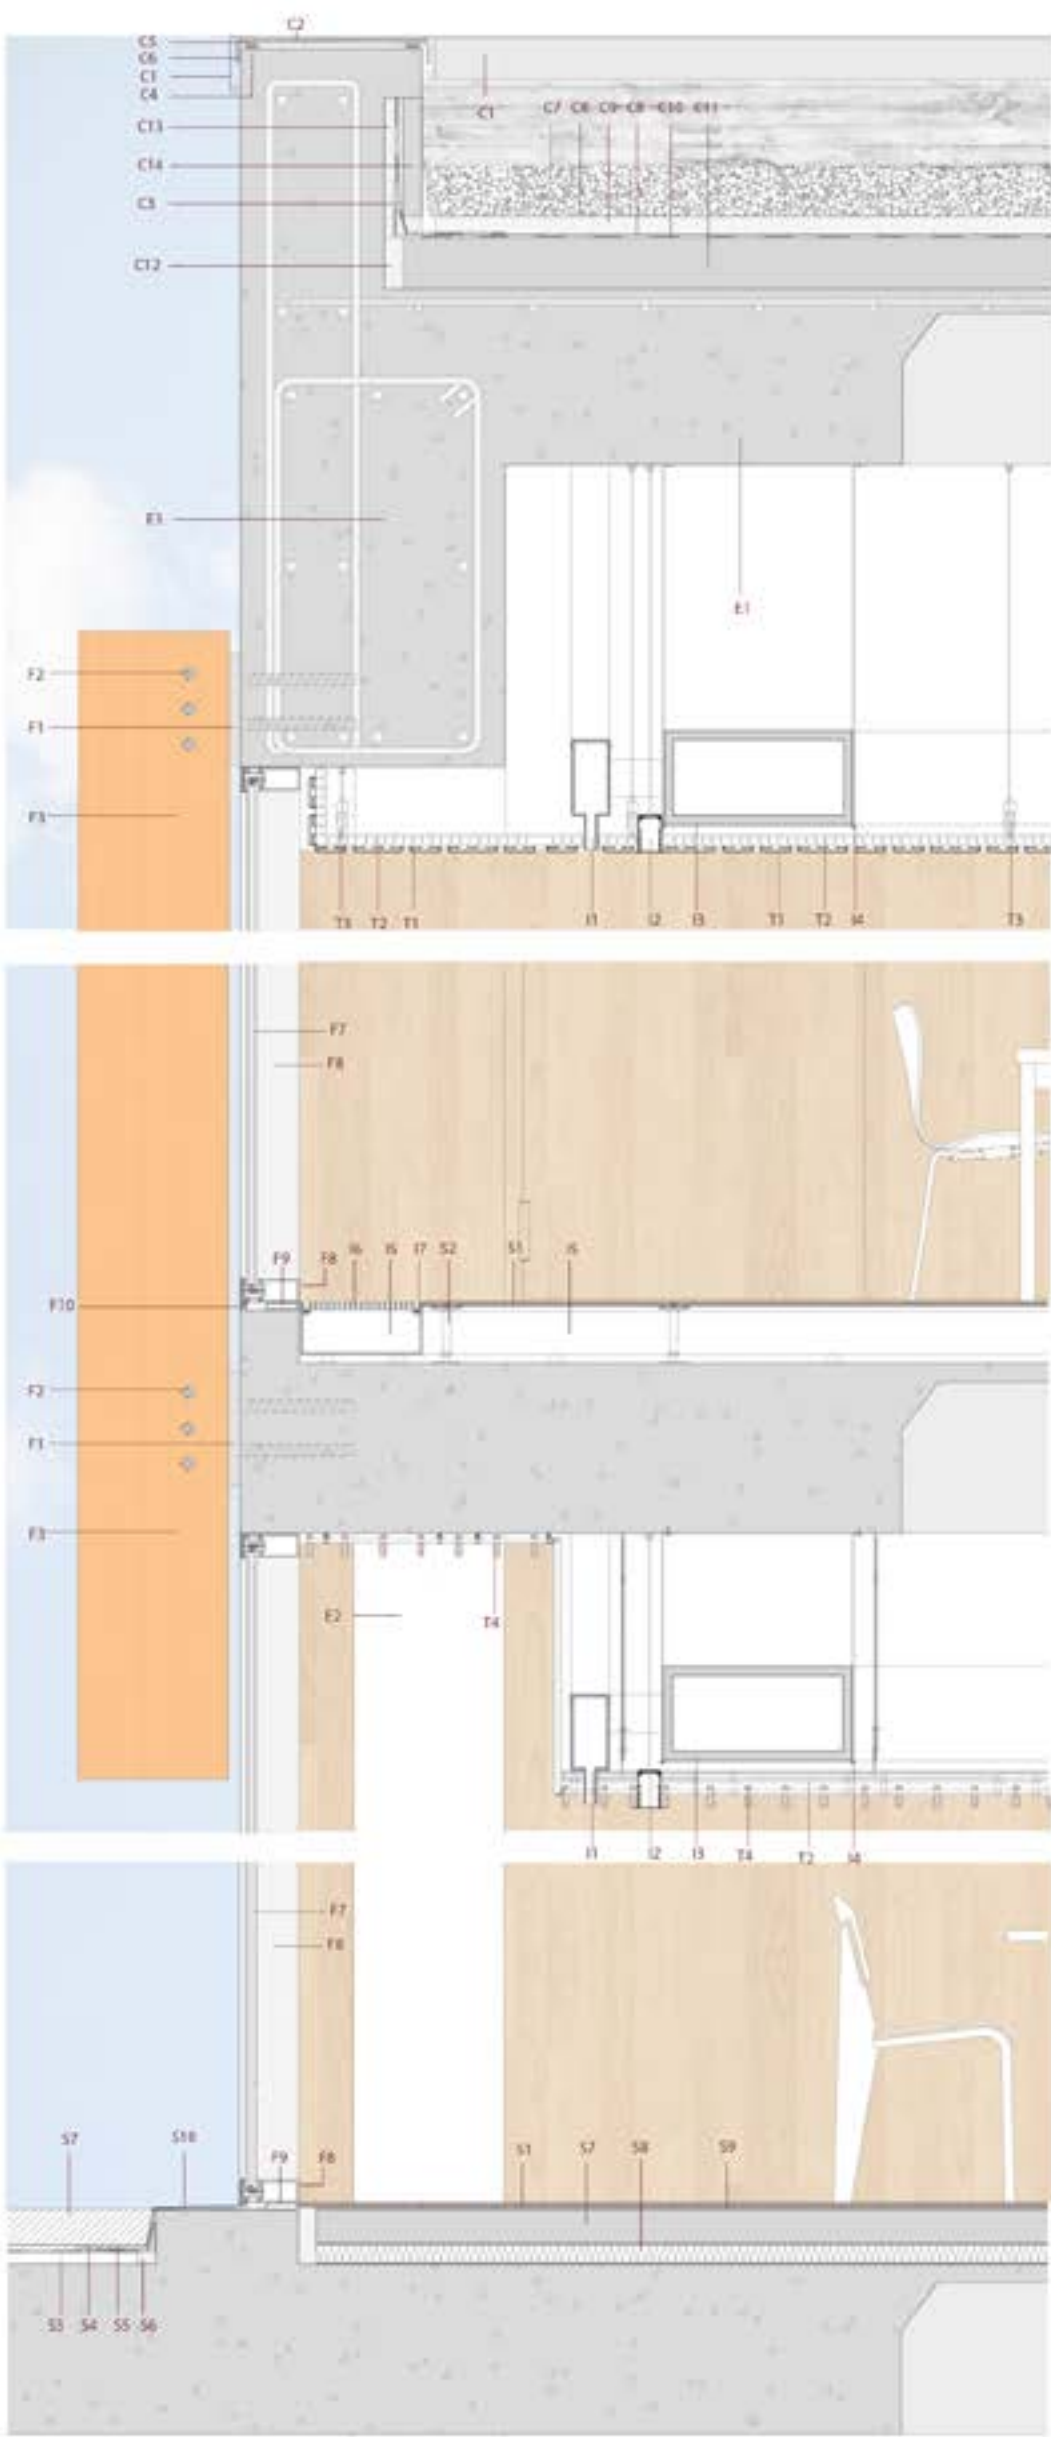 C2
C5
C6
C1
C4
C1
C7 C8 C9 C8 C10 C11
C13
C14
C3
C12
E1
E1
F2
F1
F3
T3 T2 T1 I1 I2 I3 T1 T2 I4 T3
F7
F8
F9 F8 I6 I5 I7 S2 S1 I5
F10
F2
F1
F3
E2 T4
I1 I2 I3 T4 T2 I4
F7
F8
S7 S10 F9 F8 S1 S7 S8 S9
S3 S4 S5 S6